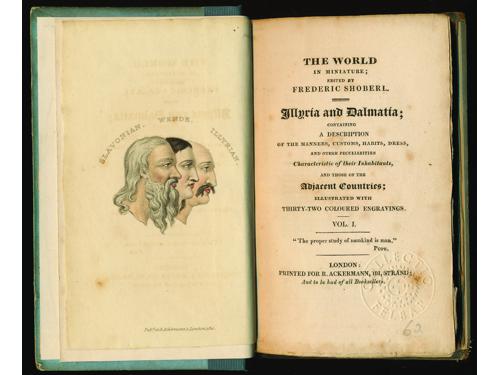 SLAVONIAN.
WENDE.
ILLYRIAN.
THE WORLD
IN MINIATURE;
EDITED BY
FREDERIC SHOBERL.
Illyria and Dalmatia;
CONTAINING
A DESCRIPTION
OF THE MANNERS, CUSTOMS, HABITS, DRESS,
AND OTHER PECULIARITIES
Characteristic of their Inhabitants,
AND THOSE OF THE
Adjacent Countries;
ILLUSTRATED WITH
THIRTY-TWO COLOURED ENGRAVINGS.
VOL. I.
"The proper study of mankind is man."
POPE.
LONDON:
PRINTED FOR R. ACKERMANN, 101, STRAND;
And to be had of all Booksellers.
62